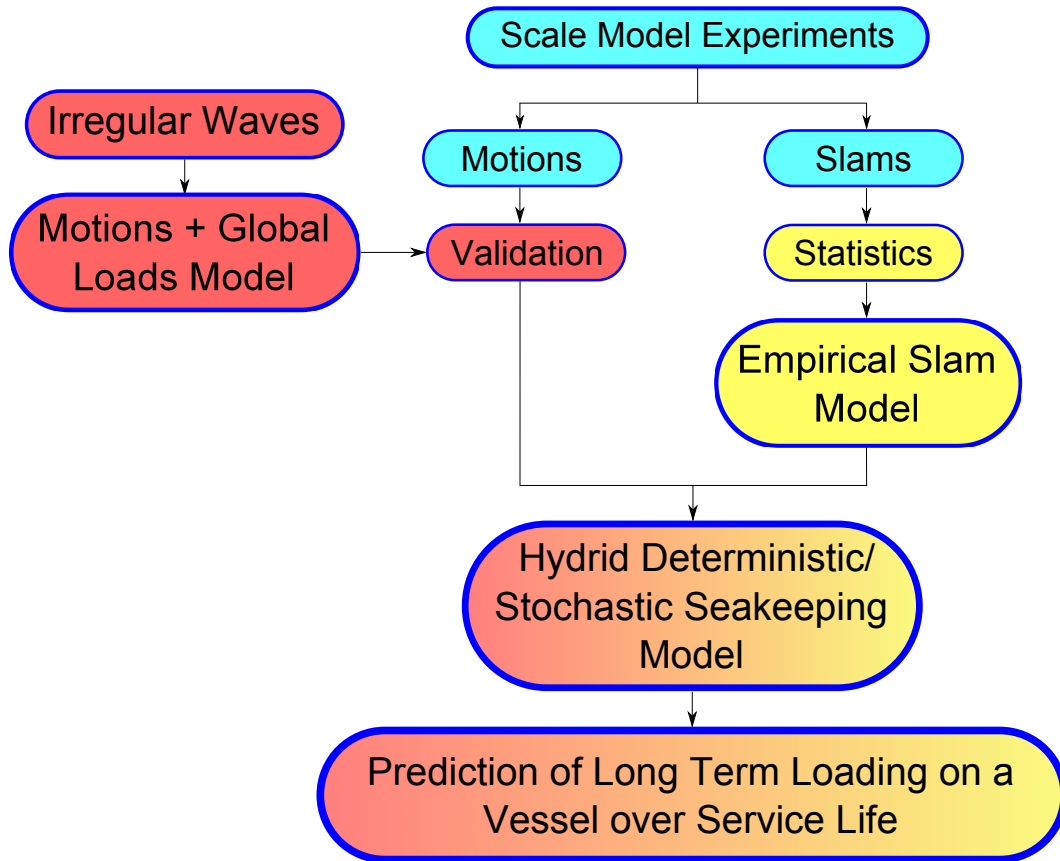 Scale Model Experiments
Irregular Waves
Motions
Slams
Motions + Global
Loads Model
Validation
Statistics
Empirical Slam
Model
Hydrid Deterministic/
Stochastic Seakeeping
Model
Prediction of Long Term Loading on a
Vessel over Service Life